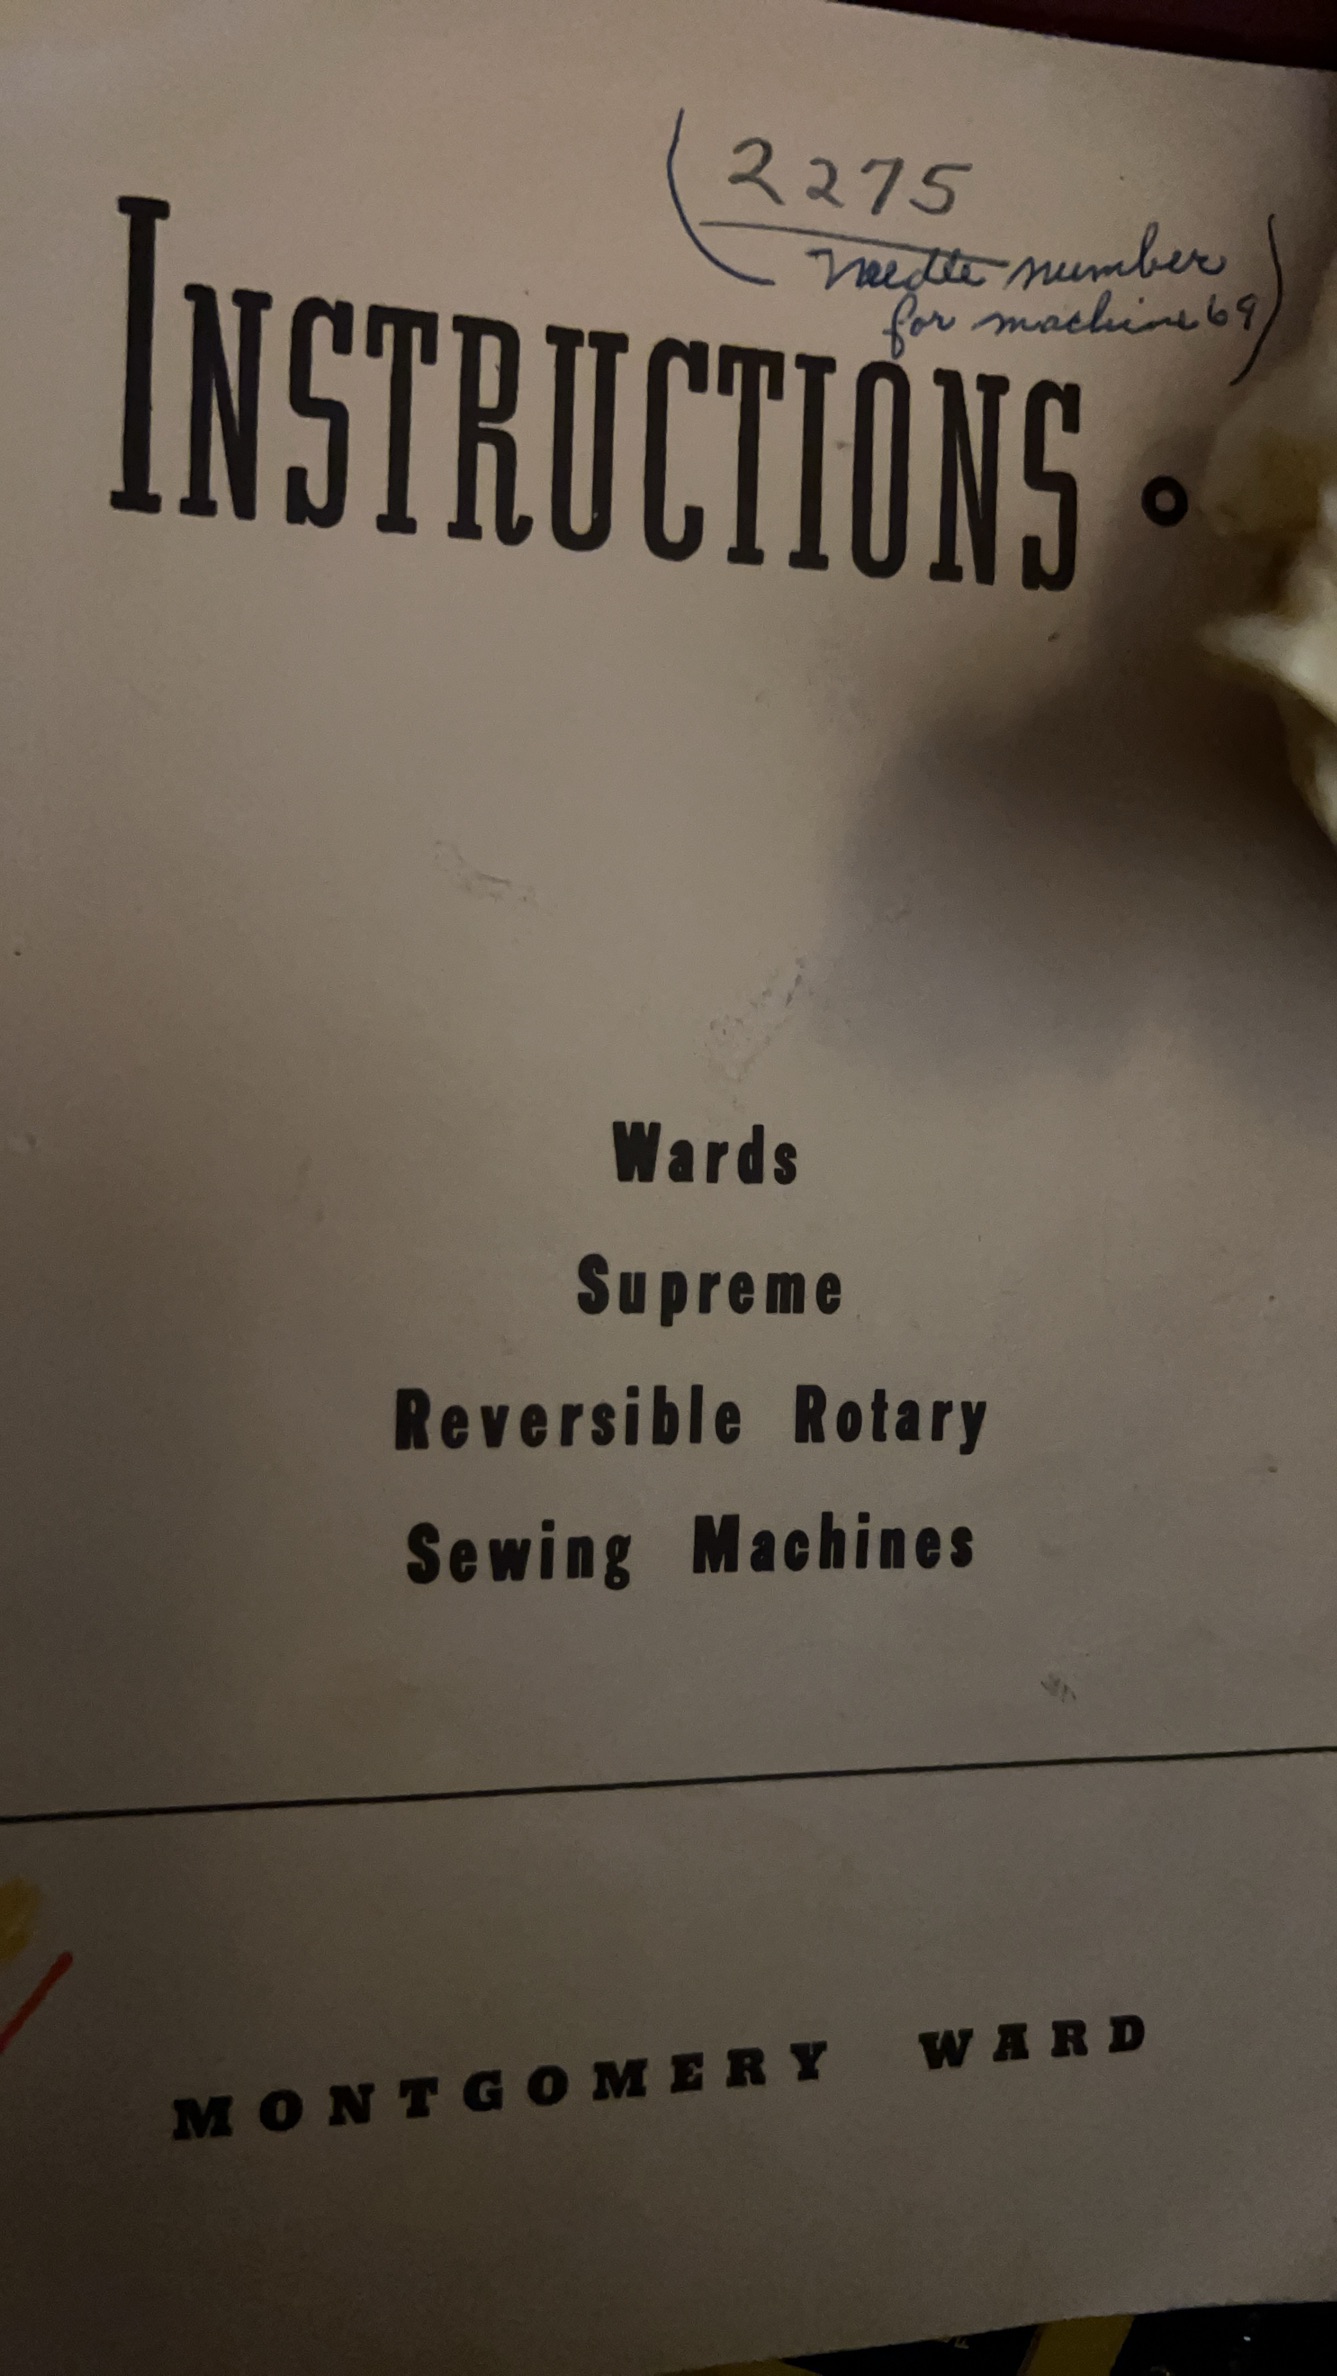 (2275
Needle number
for machine 69)
INSTRUCTIONS
Wards
Supreme
Reversible Rotary
Sewing Machines
MONTGOMERY WARD